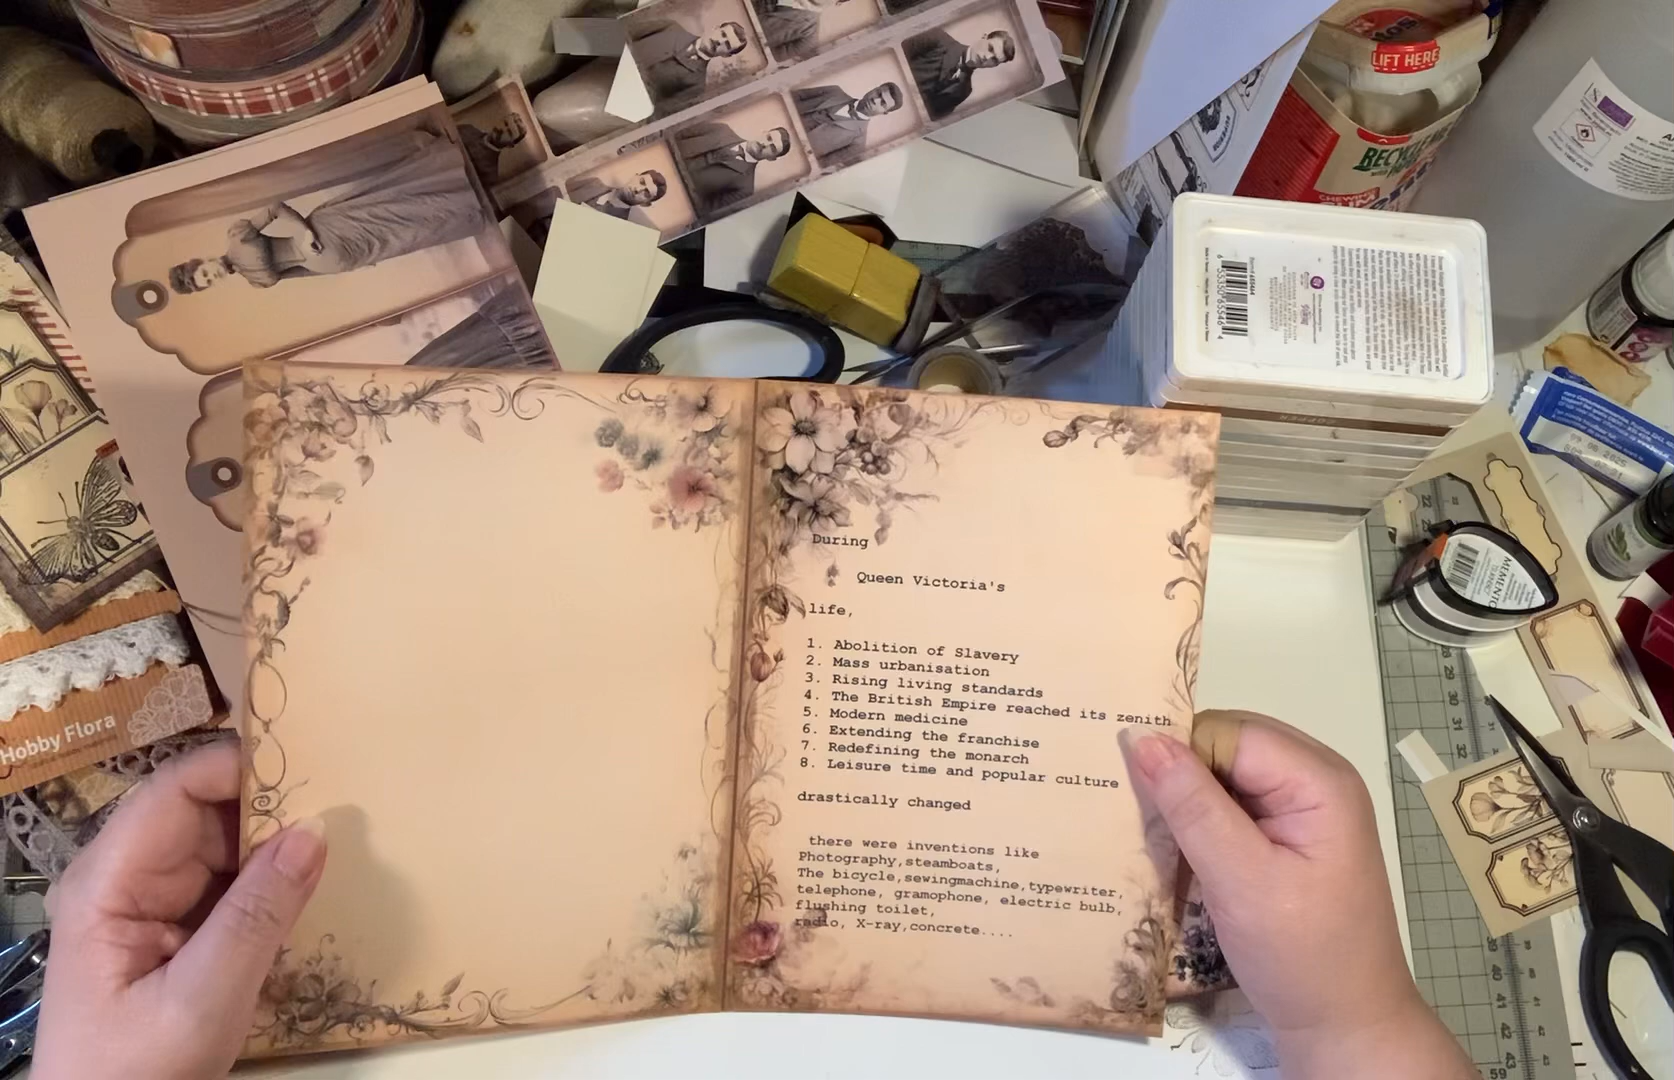 During
Queen Victoria's
life,
1. Abolition of Slavery
2. Mass urbanisation
3. Rising living standards
4. The British Empire reached its zenith
5. Modern medicine
6. Extending the franchise
7. Redefining the monarch
8. Leisure time and popular culture
drastically changed
there were inventions like
Photography,steamboats,
The bicycle,sewingmachine,typewriter,
telephone, gramophone, electric bulb,
flushing toilet,
radio, X-ray,concrete....
Hobby Flora
LIFT HERE
MEMENTO